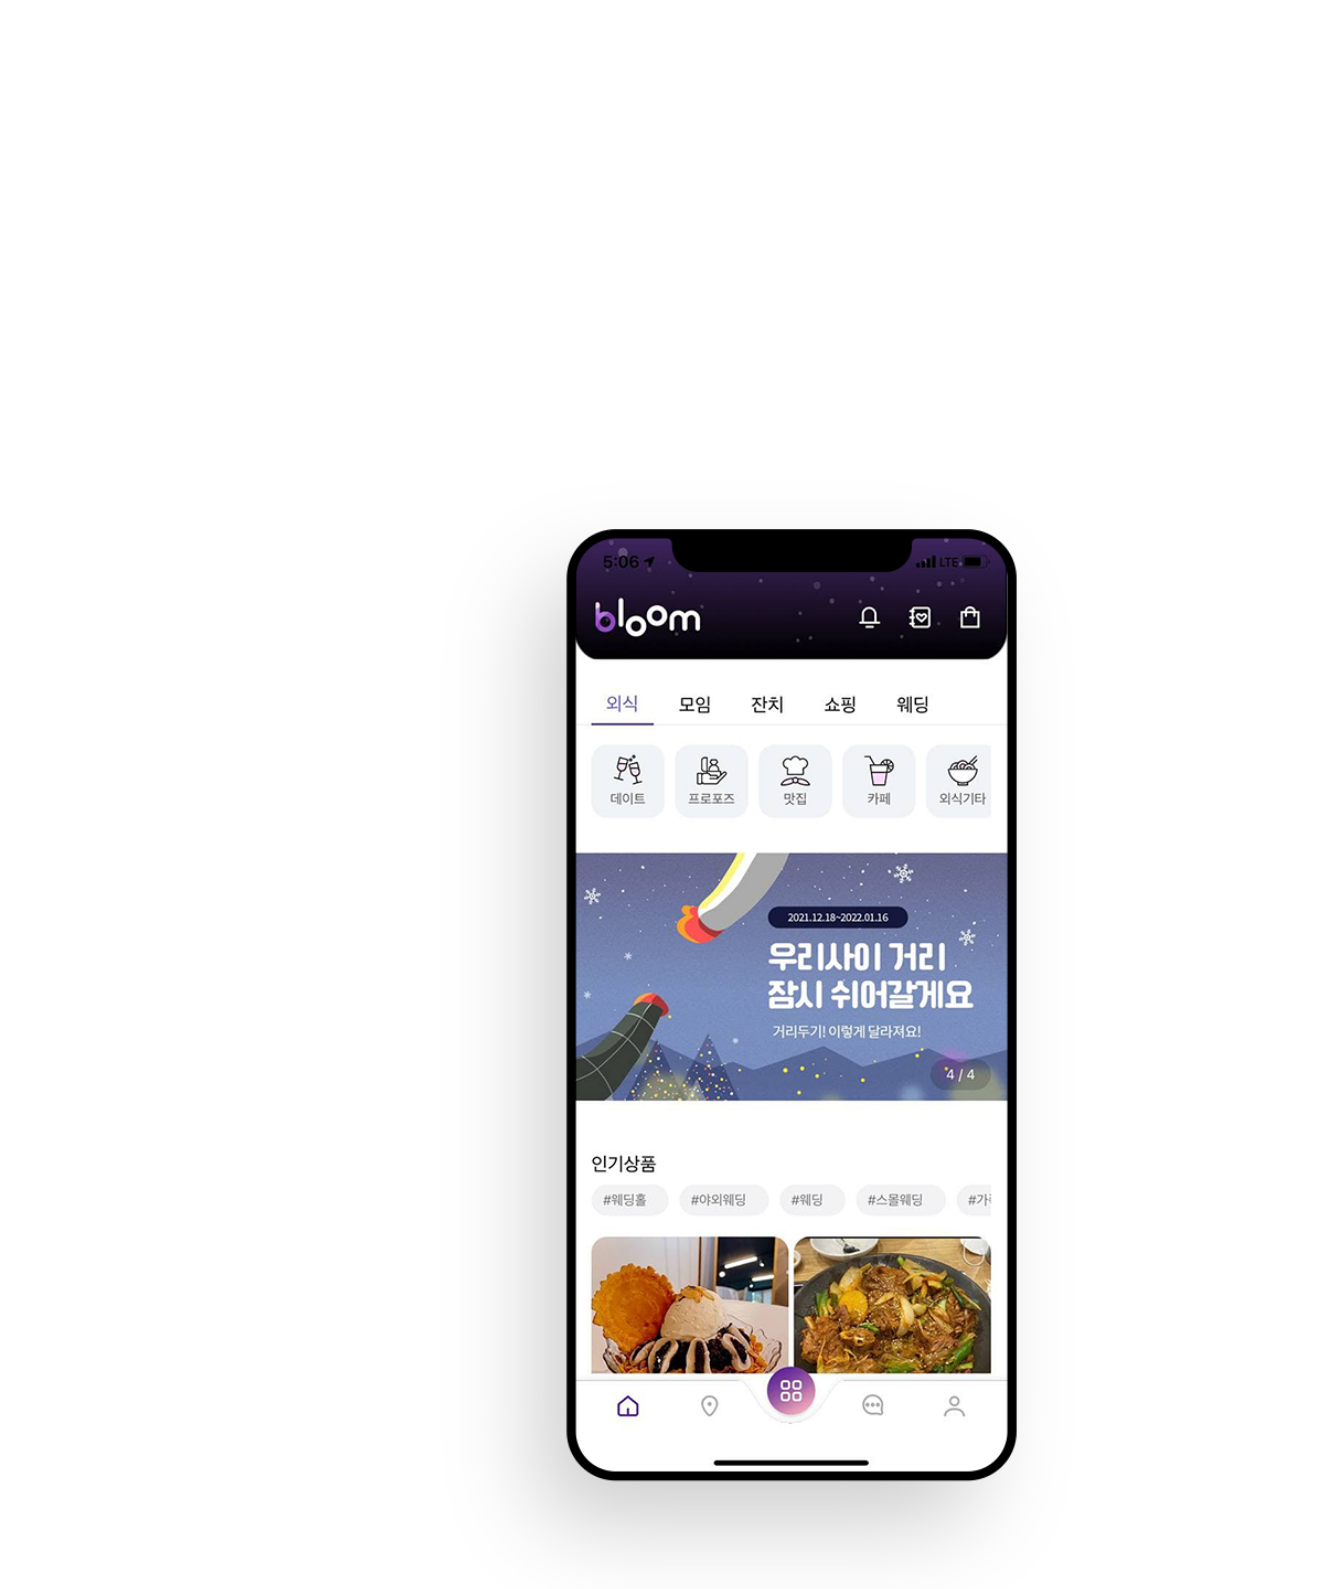 5:06 LTE
bloom
외식 모임 잔치 쇼핑 웨딩
데이트 프로포즈 맛집 카페 외식기타
2021.12.18~2022.01.16
우리사이 거리
잠시 쉬어갈게요
거리두기! 이렇게 달라져요!
4 / 4
인기상품
#웨딩홀 #야외웨딩 #웨딩 #스몰웨딩